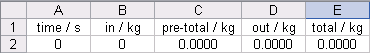 A B C D E
1 time / s in / kg pre-total / kg out / kg total / kg
2 0 0 0.0000 0.0000 0.0000